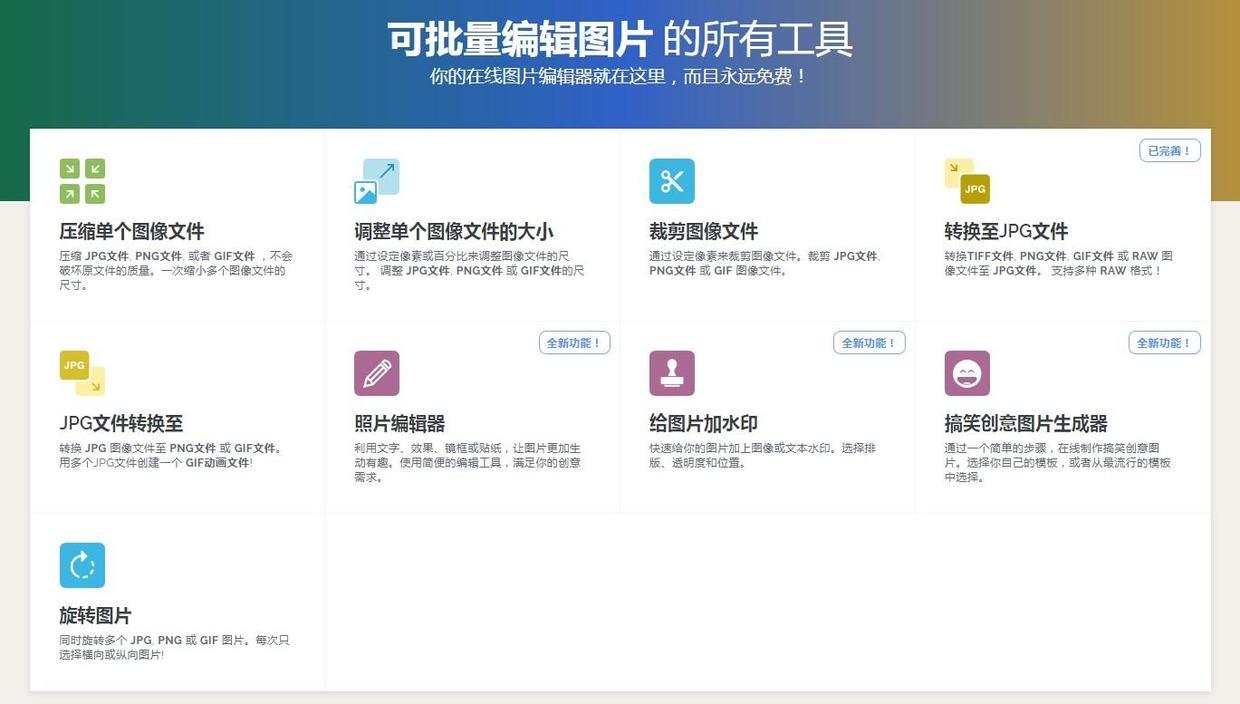 可批量编辑图片 的所有工具
你的在线图片编辑器就在这里，而且永远免费！
压缩单个图像文件
压缩 JPG文件, PNG文件, 或者 GIF文件 ，不会
破坏原文件的质量。一次缩小多个图像文件的
尺寸。
调整单个图像文件的大小
通过设定像素或百分比来调整图像文件的尺
寸。 调整 JPG文件, PNG文件 或 GIF文件的尺
寸。
裁剪图像文件
通过设定像素来裁剪图像文件。裁剪 JPG文件,
PNG文件 或 GIF 图像文件。
已完善！
JPG
转换至JPG文件
转换TIFF文件, PNG文件, GIF文件 或 RAW 图
像文件至 JPG文件。 支持多种 RAW 格式！
JPG
JPG文件转换至
转换 JPG 图像文件至 PNG文件 或 GIF文件。
用多个JPG文件创建一个 GIF动画文件!
全新功能！
照片编辑器
利用文字、效果、镜框或贴纸，让图片更加生
动有趣。使用简便的编辑工具，满足你的创意
需求。
全新功能！
给图片加水印
快速给你的图片加上图像或文本水印。选择排
版、透明度和位置。
全新功能！
搞笑创意图片生成器
通过一个简单的步骤，在线制作搞笑创意图
片。选择你自己的模板，或者从最流行的模板
中选择。
旋转图片
同时旋转多个 JPG, PNG 或 GIF 图片。每次只
选择横向或纵向图片!